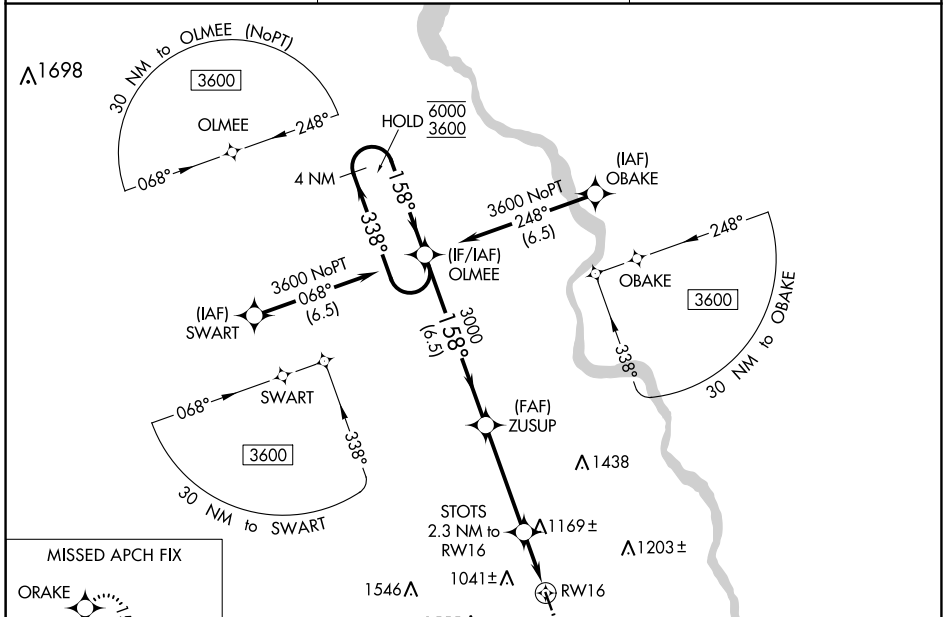 1698
30 NM to OLMEE (NoPT)
3600
OLMEE
068°
248°
HOLD
6000
3600
4 NM
158°
338°
(IAF)
OBAKE
3600 NoPT
248°
(6.5)
(IF/IAF)
OLMEE
3600 NoPT
068°
(6.5)
(IAF)
SWART
248°
OBAKE
3600
338°
30 NM to OBAKE
3000
158°
(6.5)
068°
SWART
338°
3600
30 NM to SWART
(FAF)
ZUSUP
1438
STOTS
2.3 NM to
RW16
1169±
1203±
MISSED APCH FIX
ORAKE
1546
1041±
RW16